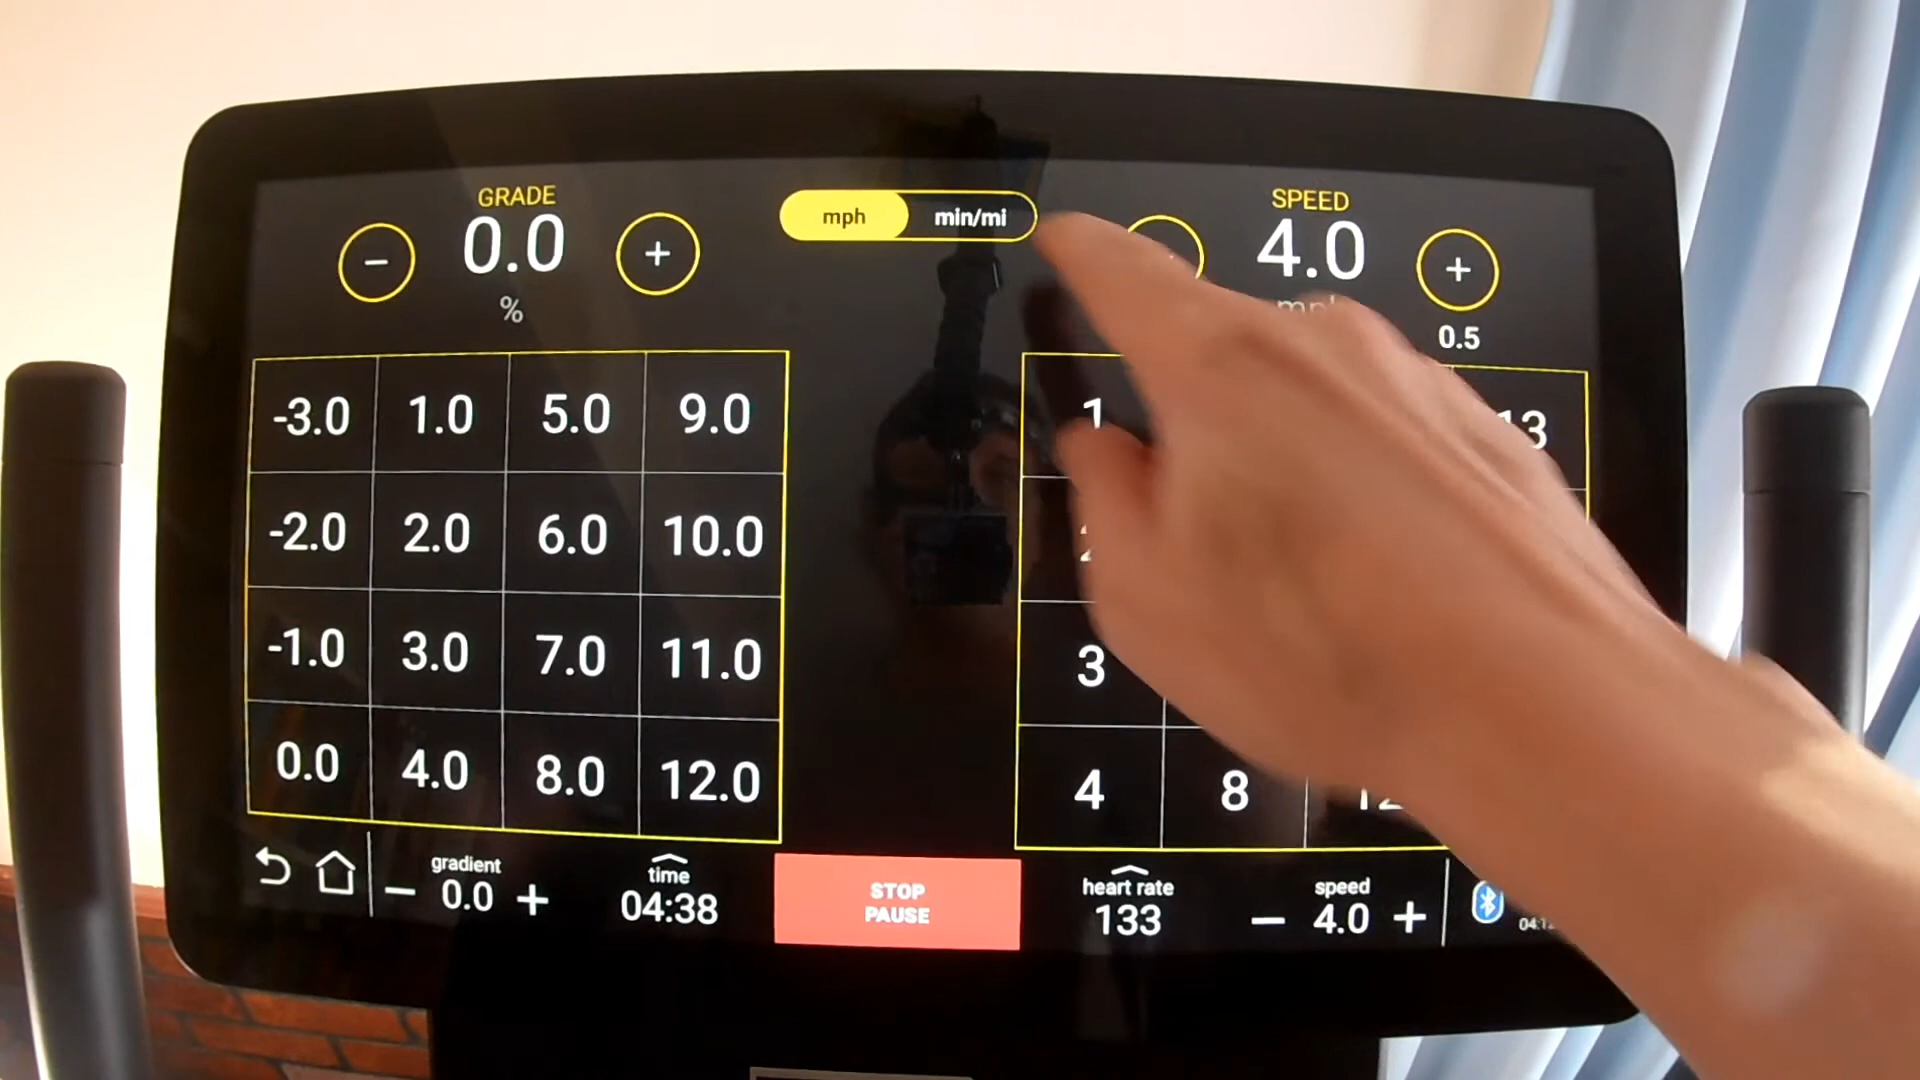 GRADE
0.0
%
mph min/mi
SPEED
4.0
0.5
-3.0 1.0 5.0 9.0
-2.0 2.0 6.0 10.0
-1.0 3.0 7.0 11.0
0.0 4.0 8.0 12.0
1 13
3
4 8
gradient
− 0.0 +
time
04:38
STOP
PAUSE
heart rate
133
speed
− 4.0 +